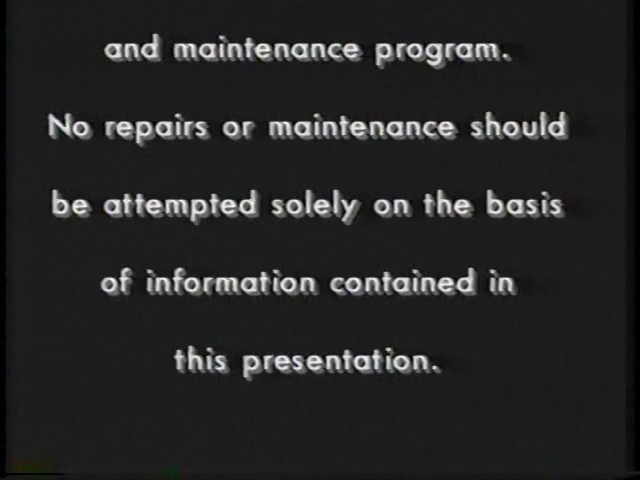 and maintenance program.
No repairs or maintenance should
be attempted solely on the basis
of information contained in
this presentation.